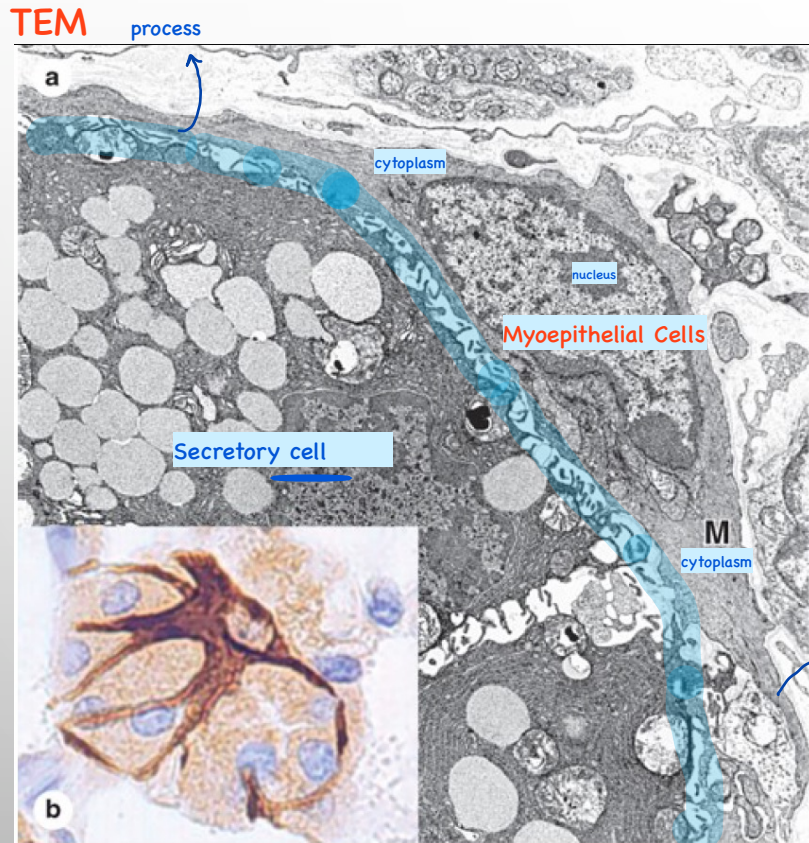 TEM
process
a
cytoplasm
nucleus
Myoepithelial Cells
Secretory cell
M
cytoplasm
b